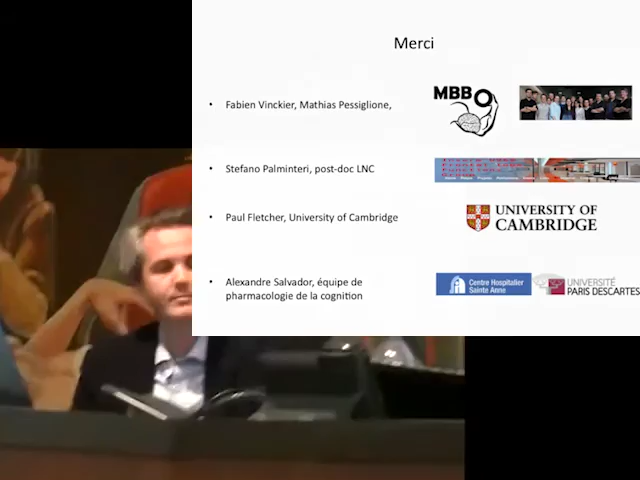 Merci
• Fabien Vinckier, Mathias Pessiglione,
MBB
• Stefano Palminteri, post-doc LNC
• Paul Fletcher, University of Cambridge
UNIVERSITY OF
CAMBRIDGE
• Alexandre Salvador, équipe de
pharmacologie de la cognition
Centre Hospitalier
Sainte Anne
UNIVERSITÉ
PARIS DESCARTES